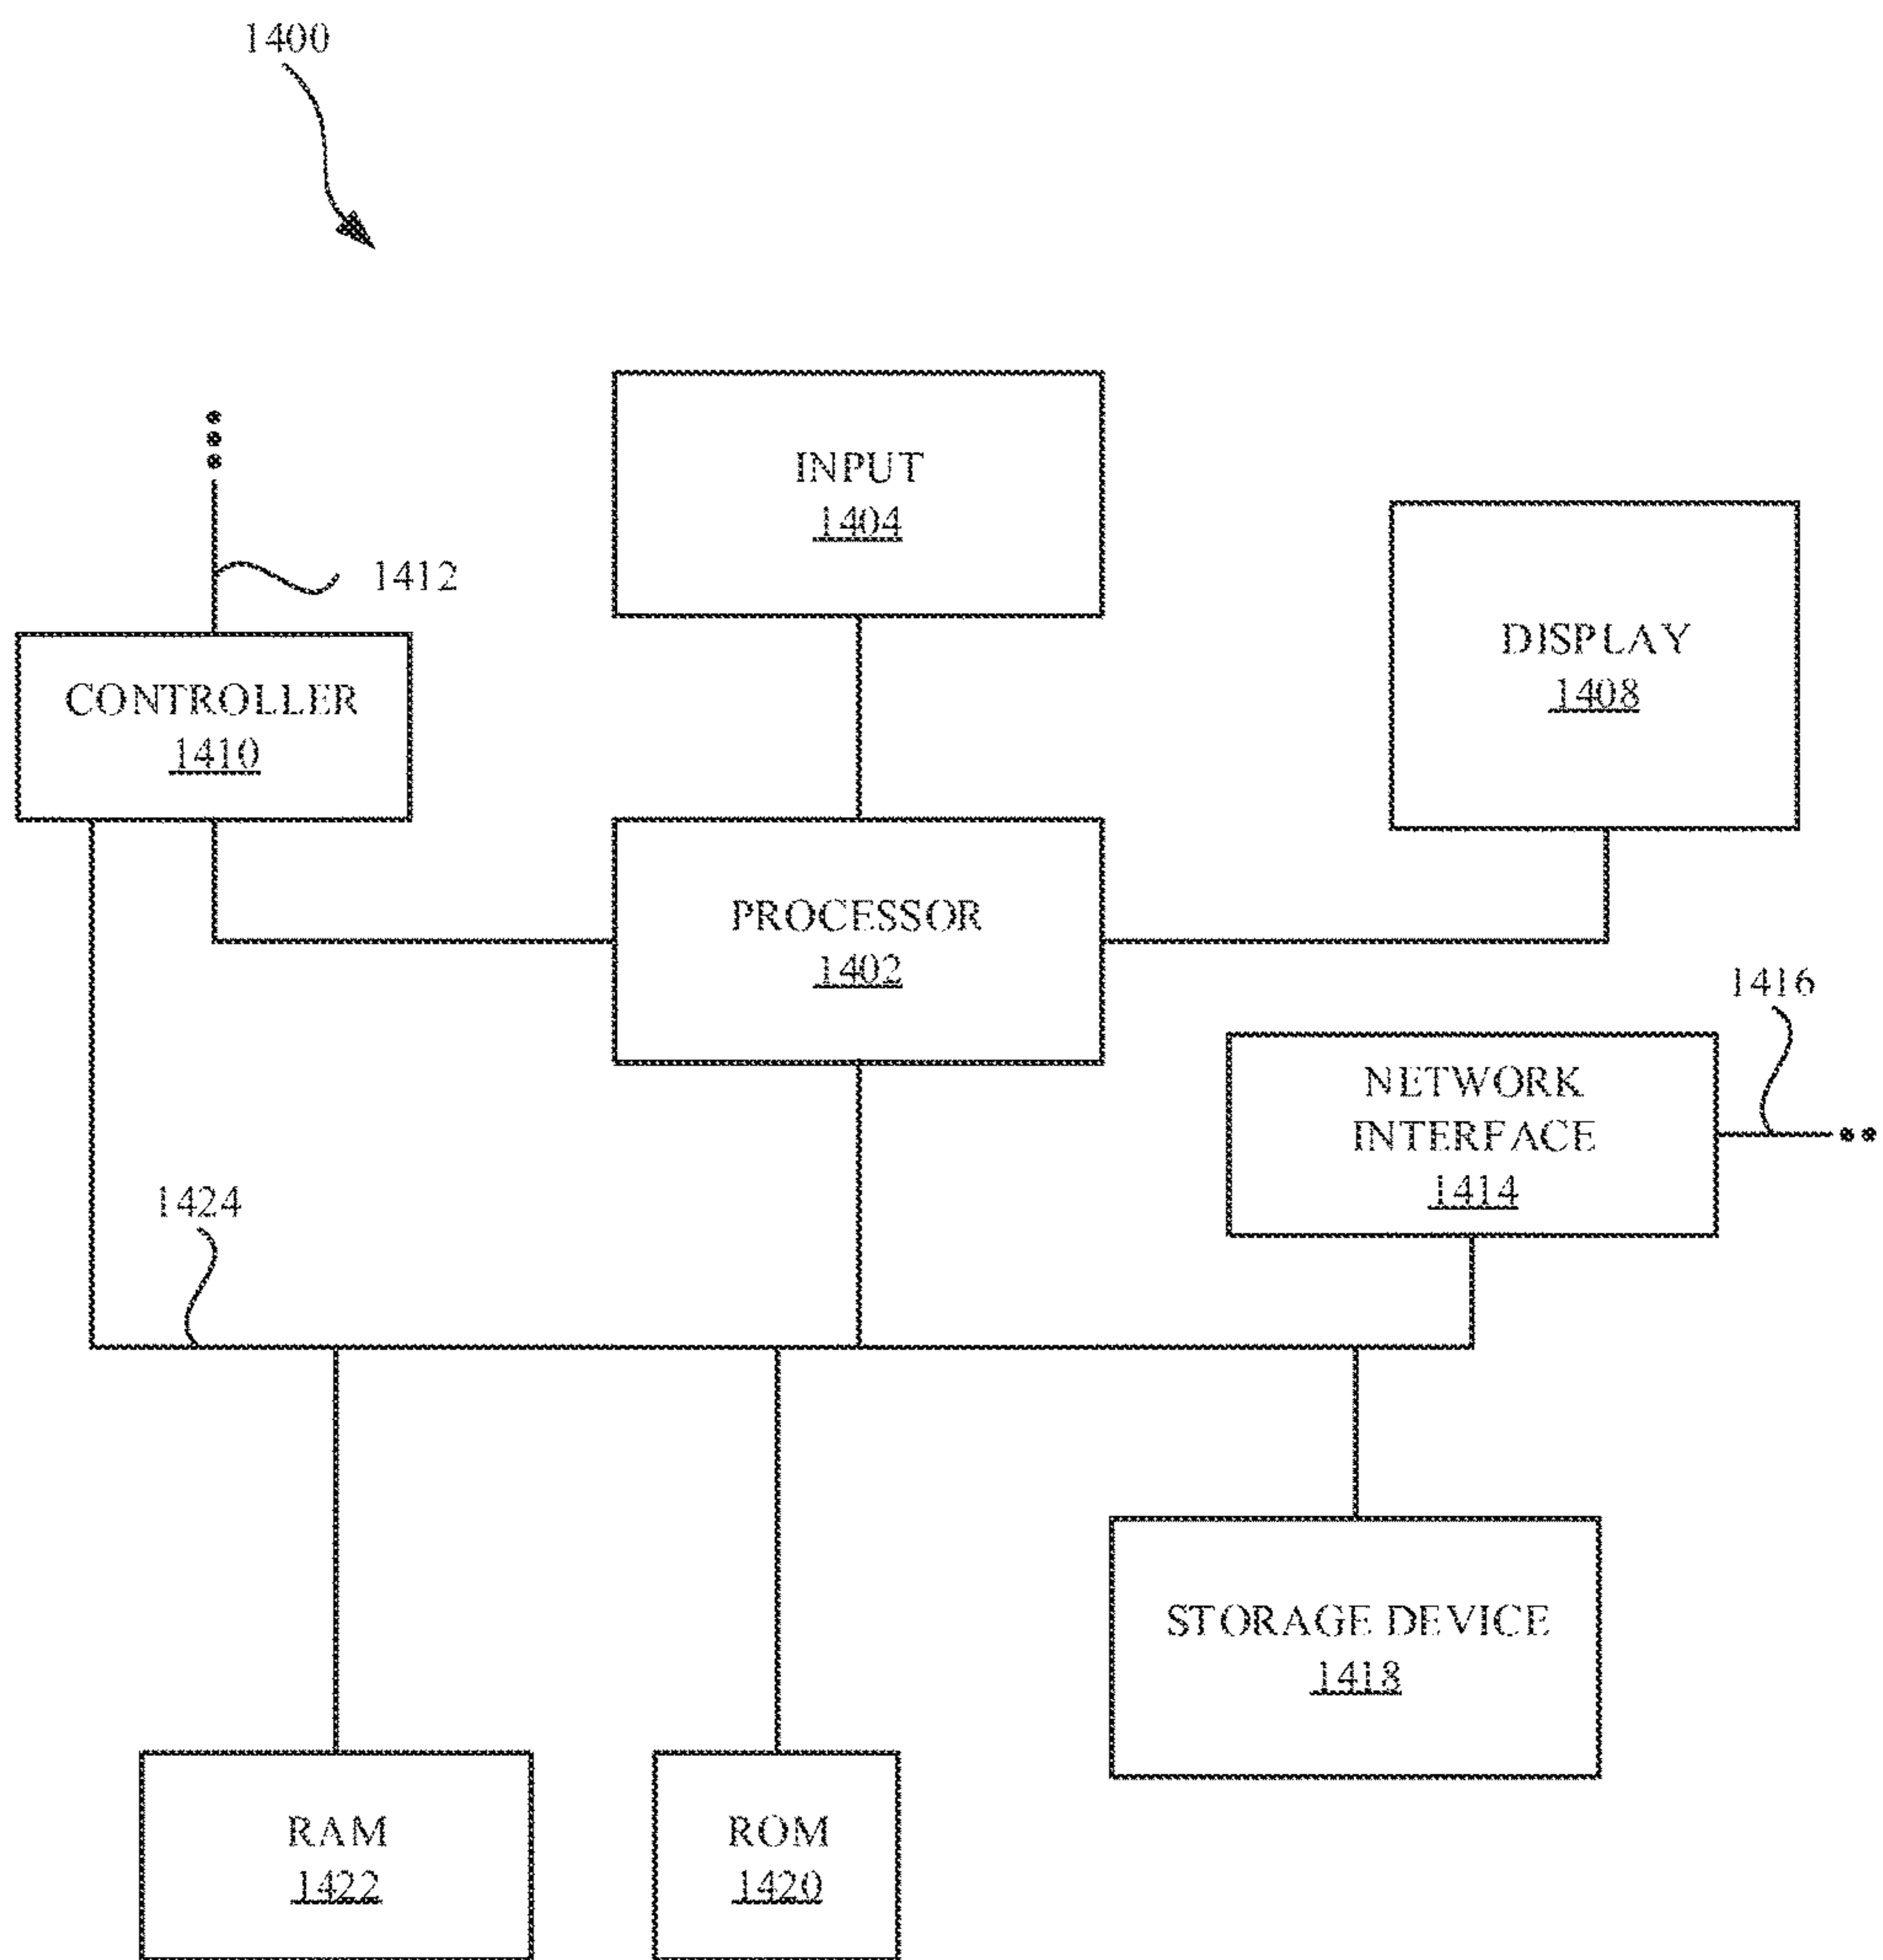 1400
INPUT
1404
1412
DISPLAY
1408
CONTROLLER
1410
PROCESSOR
1402
1416
NETWORK
INTERFACE
1414
1424
STORAGE DEVICE
1418
RAM
1422
ROM
1420